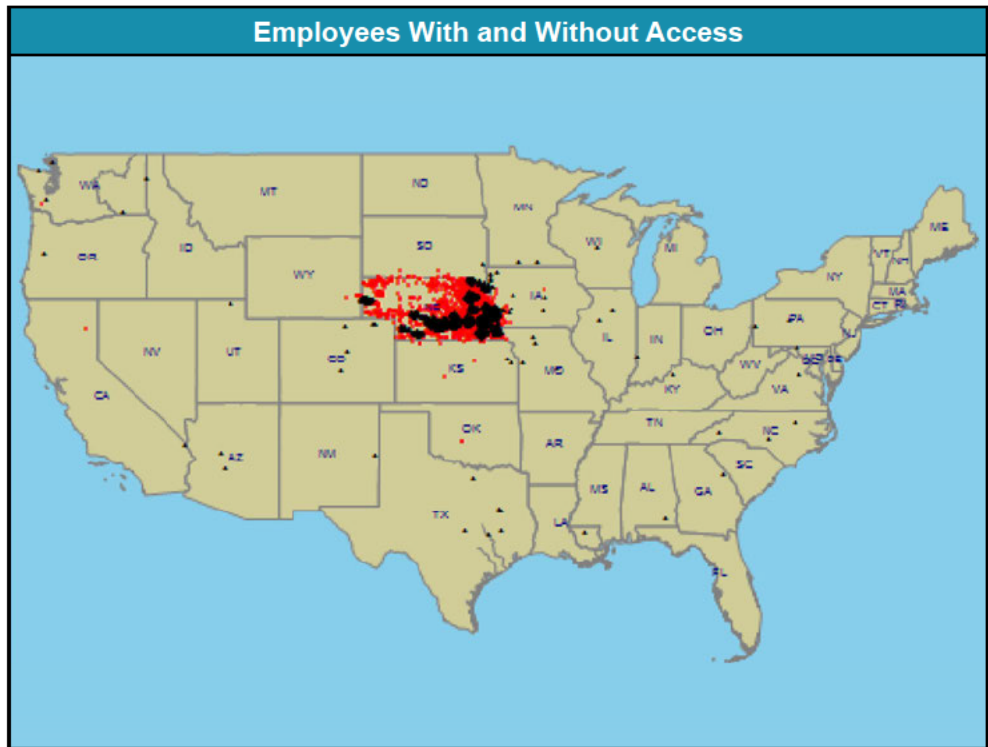 Employees With and Without Access
WA
MT
ND
MN
OR
ID
SD
WI
MI
ME
VT
NH
NY
WY
IA
MA
CT
RI
NV
UT
CO
KS
MO
IL
IN
OH
PA
NJ
CA
WV
VA
KY
AZ
NM
OK
AR
TN
NC
SC
TX
LA
MS
AL
GA
FL